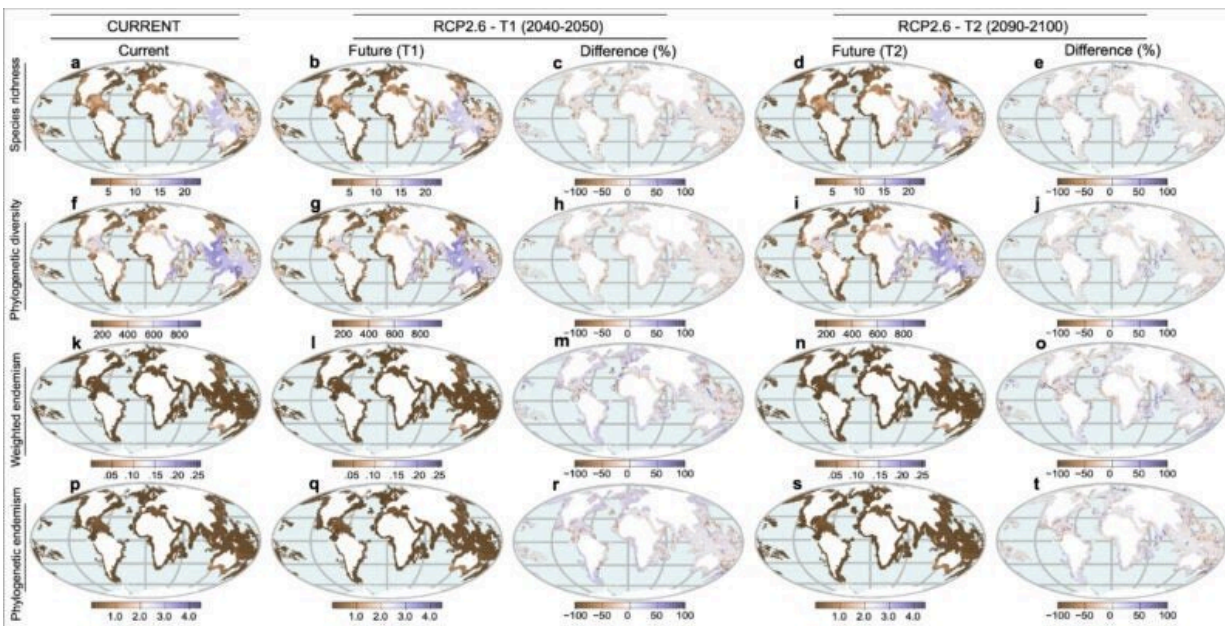 CURRENT RCP2.6 - T1 (2040-2050) RCP2.6 - T2 (2090-2100)
Current Future (T1) Difference (%) Future (T2) Difference (%)
Species richness
a b c d e
5 10 15 20 5 10 15 20 −100 −50 0 50 100 5 10 15 20 −100 −50 0 50 100
Phylogenetic diversity
f g h i j
200 400 600 800 200 400 600 800 −100 −50 0 50 100 200 400 600 800 −100 −50 0 50 100
Weighted endemism
k l m n o
.05 .10 .15 .20 .25 .05 .10 .15 .20 .25 −100 −50 0 50 100 .05 .10 .15 .20 .25 −100 −50 0 50 100
Phylogenetic endemism
p q r s t
1.0 2.0 3.0 4.0 1.0 2.0 3.0 4.0 −100 −50 0 50 100 1.0 2.0 3.0 4.0 −100 −50 0 50 100